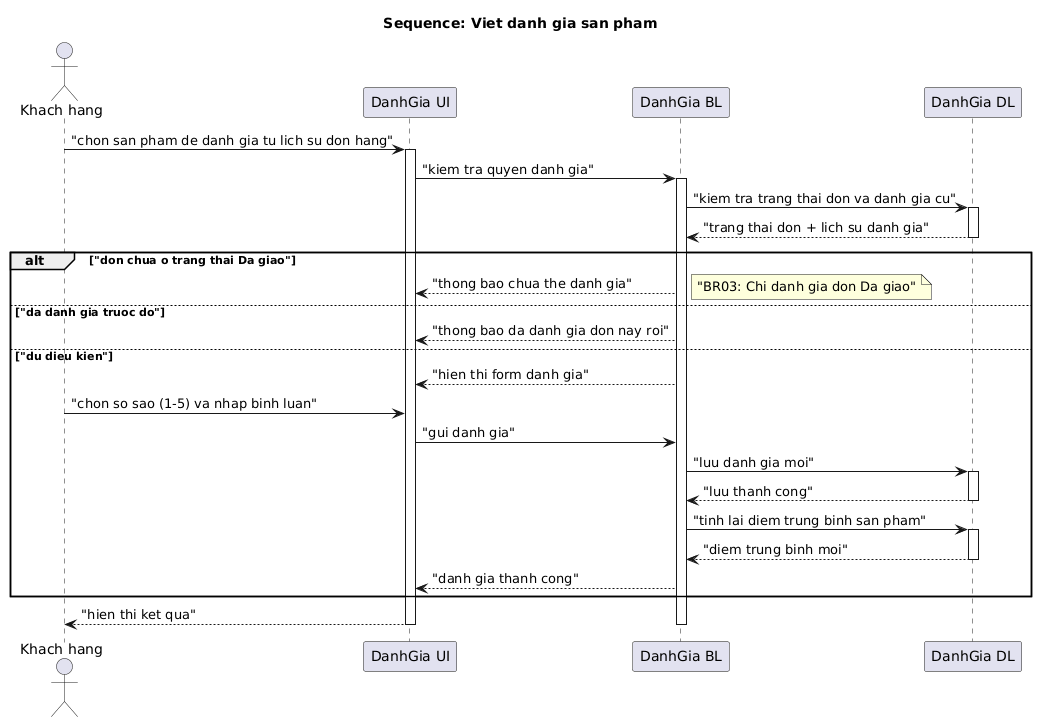 Sequence: Viet danh gia san pham
Khach hang
DanhGia UI
DanhGia BL
DanhGia DL
"chon san pham de danh gia tu lich su don hang"
"kiem tra quyen danh gia"
"kiem tra trang thai don va danh gia cu"
"trang thai don + lich su danh gia"
alt
["don chua o trang thai Da giao"]
"thong bao chua the danh gia"
"BR03: Chi danh gia don Da giao"
["da danh gia truoc do"]
"thong bao da danh gia don nay roi"
["du dieu kien"]
"hien thi form danh gia"
"chon so sao (1-5) va nhap binh luan"
"gui danh gia"
"luu danh gia moi"
"luu thanh cong"
"tinh lai diem trung binh san pham"
"diem trung binh moi"
"danh gia thanh cong"
"hien thi ket qua"
Khach hang
DanhGia UI
DanhGia BL
DanhGia DL